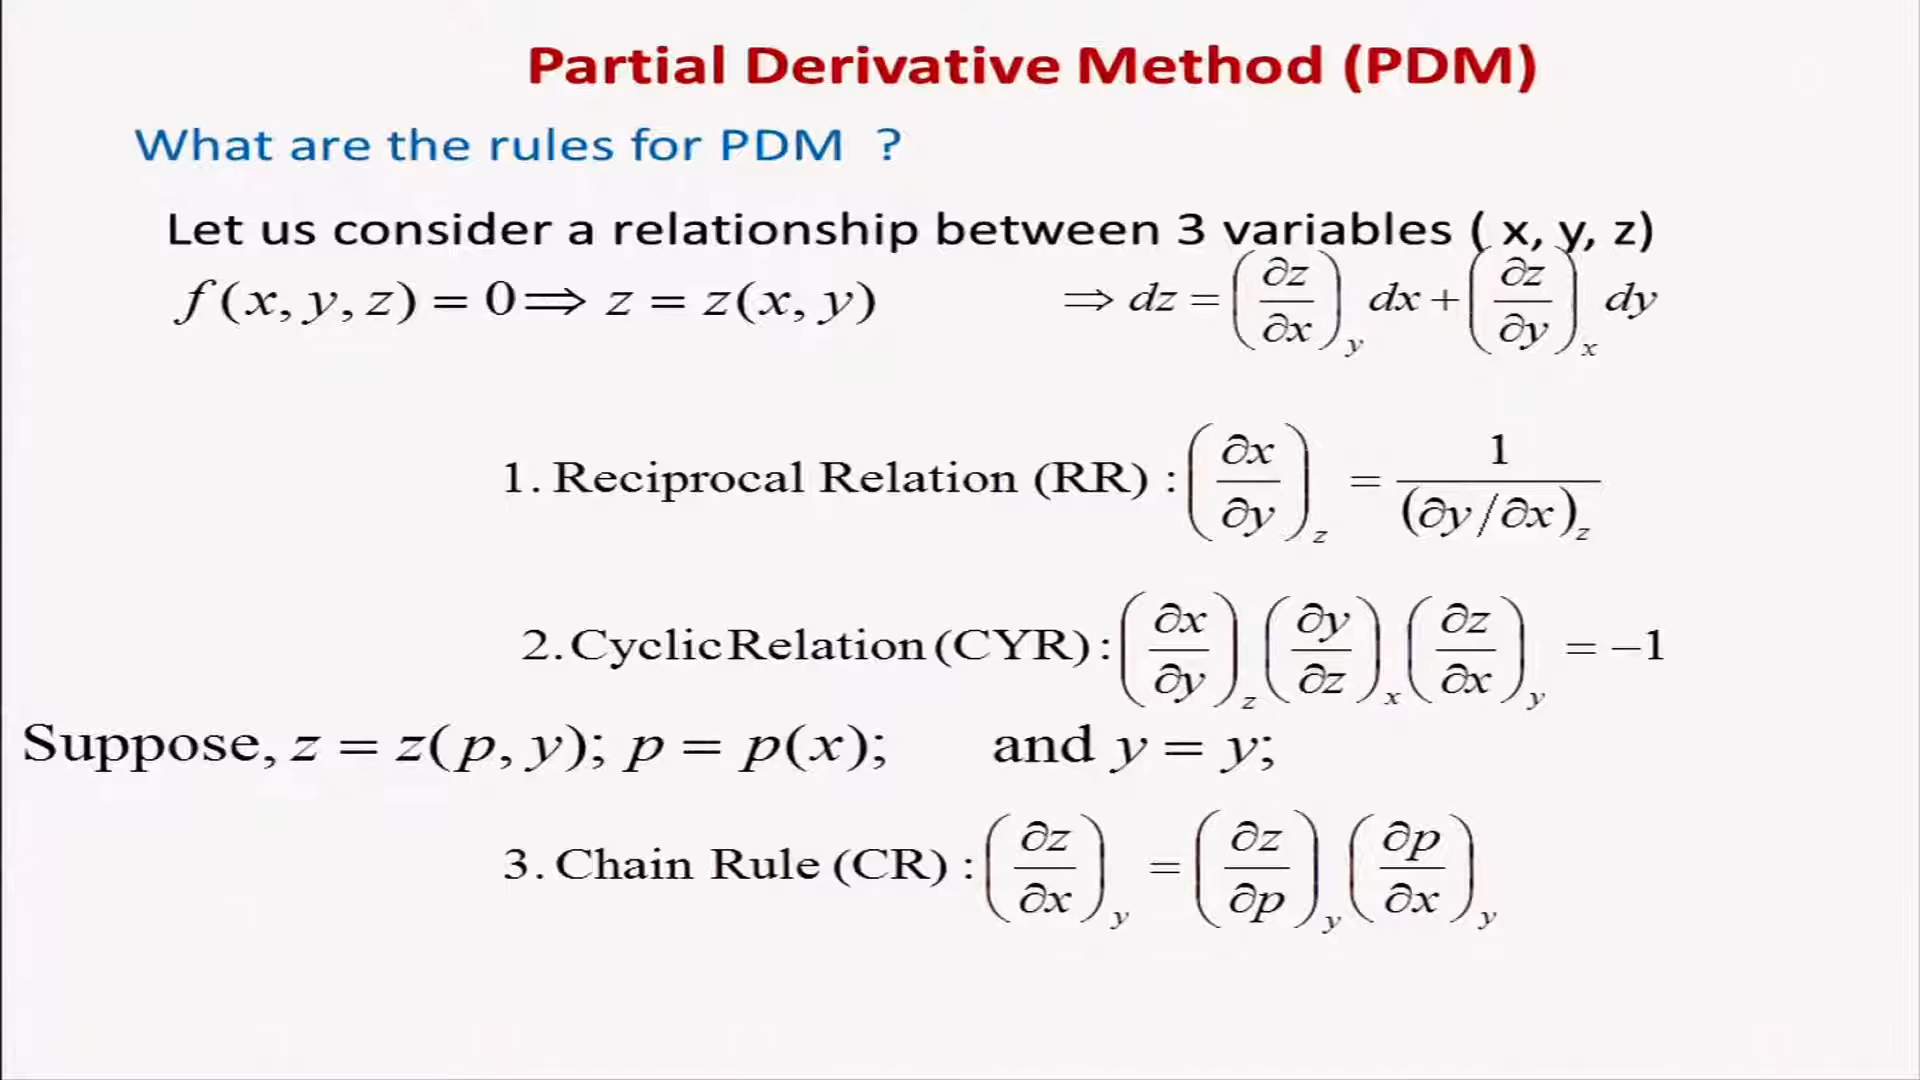 Partial Derivative Method (PDM)
What are the rules for PDM ?
Let us consider a relationship between 3 variables ( x, y, z)
f(x, y, z) = 0 ⇒ z = z(x, y) ⇒ dz = (∂z/∂x)_y dx + (∂z/∂y)_x dy
1. Reciprocal Relation (RR) : (∂x/∂y)_z = 1/(∂y/∂x)_z
2. Cyclic Relation (CYR) : (∂x/∂y)_z (∂y/∂z)_x (∂z/∂x)_y = −1
Suppose, z = z(p, y); p = p(x); and y = y;
3. Chain Rule (CR) : (∂z/∂x)_y = (∂z/∂p)_y (∂p/∂x)_y